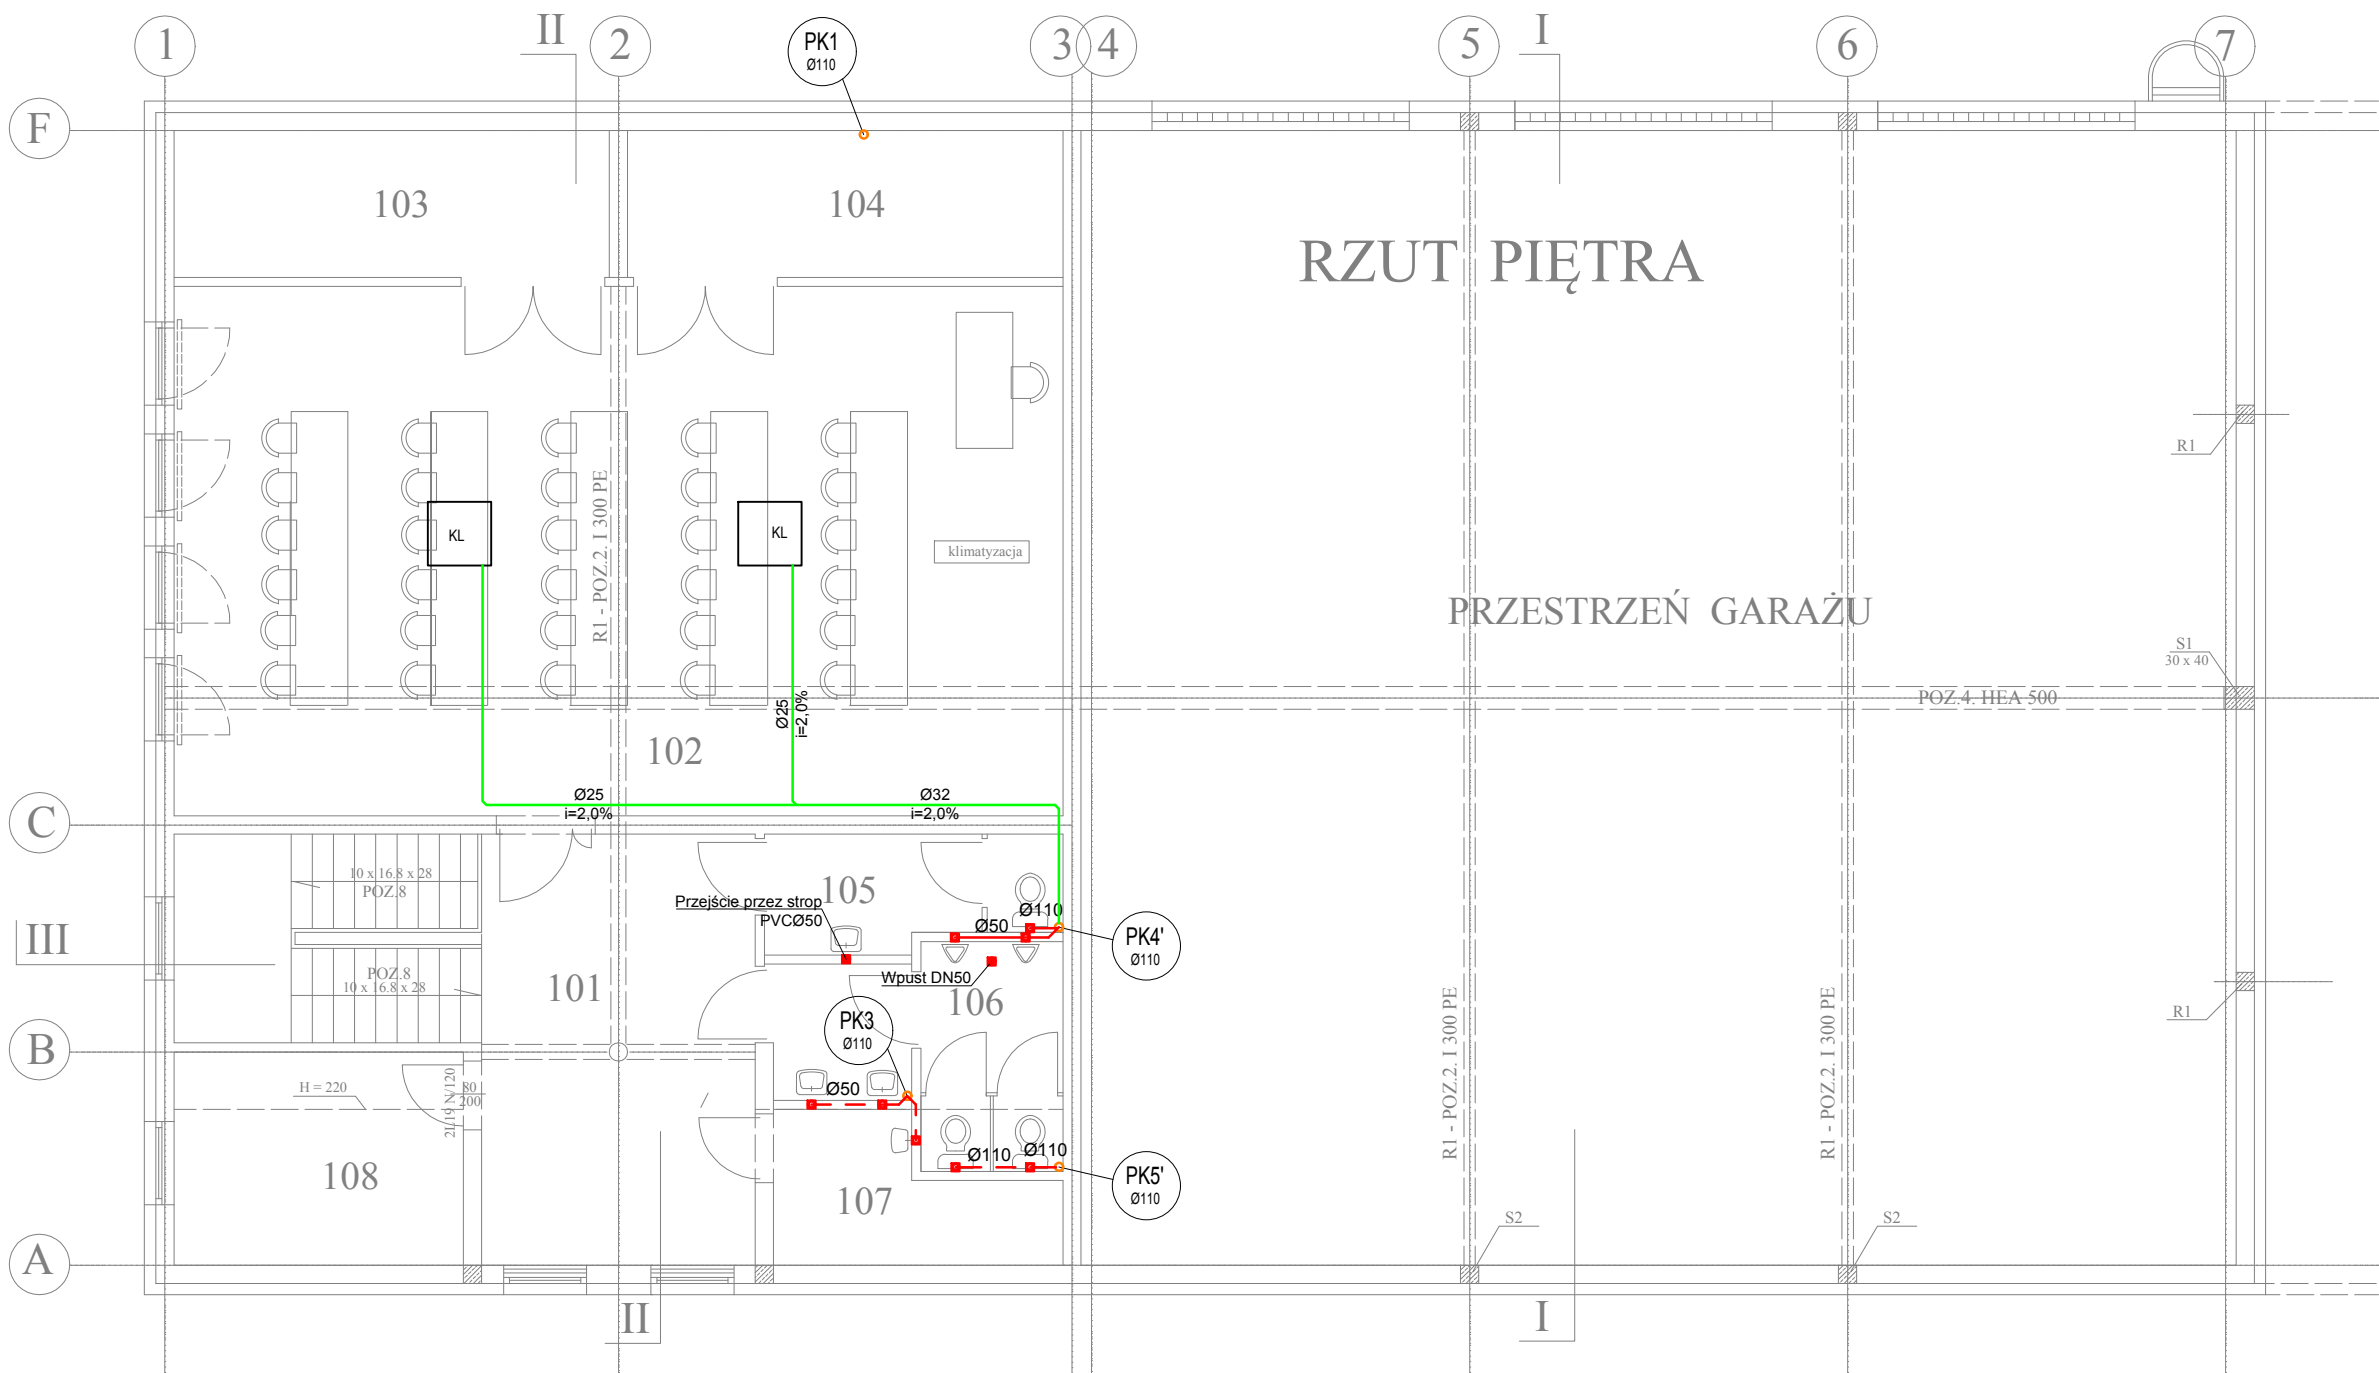 1
II
2
PK1
Ø110
3
4
5
I
6
7
F
103
104
RZUT PIĘTRA
R1
KL
KL
R1 - POZ.2. I 300 PE
klimatyzacja
PRZESTRZEŃ GARAŻU
S1
30 x 40
POZ.4. HEA 500
Ø25
i=2,0%
102
C
Ø25
i=2,0%
Ø32
i=2,0%
10 x 16.8 x 28
POZ.8
105
Przejście przez strop
PVCØ50
Ø110
Ø50
III
PK4'
Ø110
POZ.8
10 x 16.8 x 28
101
Wpust DN50
106
R1
PK3
Ø110
B
R1 - POZ.2. I 300 PE
R1 - POZ.2. I 300 PE
H = 220
80
200
Ø50
Ø110
Ø110
108
107
PK5'
Ø110
S2
S2
A
II
I